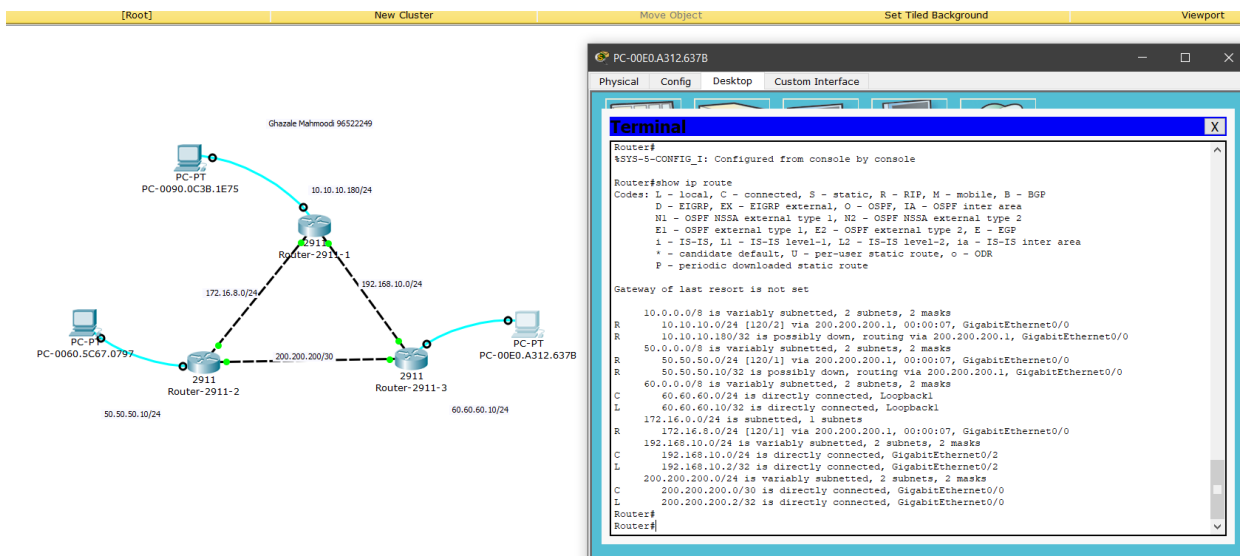 [Root] New Cluster Move Object Set Tiled Background Viewport
Ghazale Mahmoodi 96522249
PC-PT
PC-0090.0C3B.1E75
10.10.10.180/24
2911
Router-2911-1
172.16.8.0/24
192.168.10.0/24
PC-PT
PC-0060.5C67.0797
200.200.200/30
2911
Router-2911-2
2911
Router-2911-3
PC-PT
PC-00E0.A312.637B
50.50.50.10/24
60.60.60.10/24
PC-00E0.A312.637B
Physical Config Desktop Custom Interface
Terminal X
Router#
%SYS-5-CONFIG_I: Configured from console by console
Router#show ip route
Codes: L - local, C - connected, S - static, R - RIP, M - mobile, B - BGP
D - EIGRP, EX - EIGRP external, O - OSPF, IA - OSPF inter area
N1 - OSPF NSSA external type 1, N2 - OSPF NSSA external type 2
E1 - OSPF external type 1, E2 - OSPF external type 2, E - EGP
i - IS-IS, L1 - IS-IS level-1, L2 - IS-IS level-2, ia - IS-IS inter area
* - candidate default, U - per-user static route, o - ODR
P - periodic downloaded static route
Gateway of last resort is not set
10.0.0.0/8 is variably subnetted, 2 subnets, 2 masks
R 10.10.10.0/24 [120/2] via 200.200.200.1, 00:00:07, GigabitEthernet0/0
R 10.10.10.180/32 is possibly down, routing via 200.200.200.1, GigabitEthernet0/0
50.0.0.0/8 is variably subnetted, 2 subnets, 2 masks
R 50.50.50.0/24 [120/1] via 200.200.200.1, 00:00:07, GigabitEthernet0/0
R 50.50.50.10/32 is possibly down, routing via 200.200.200.1, GigabitEthernet0/0
60.0.0.0/8 is variably subnetted, 2 subnets, 2 masks
C 60.60.60.0/24 is directly connected, Loopback1
L 60.60.60.10/32 is directly connected, Loopback1
172.16.0.0/24 is subnetted, 1 subnets
R 172.16.8.0/24 [120/1] via 200.200.200.1, 00:00:07, GigabitEthernet0/0
192.168.10.0/24 is variably subnetted, 2 subnets, 2 masks
C 192.168.10.0/24 is directly connected, GigabitEthernet0/2
L 192.168.10.2/32 is directly connected, GigabitEthernet0/2
200.200.200.0/24 is variably subnetted, 2 subnets, 2 masks
C 200.200.200.0/30 is directly connected, GigabitEthernet0/0
L 200.200.200.2/32 is directly connected, GigabitEthernet0/0
Router#
Router#